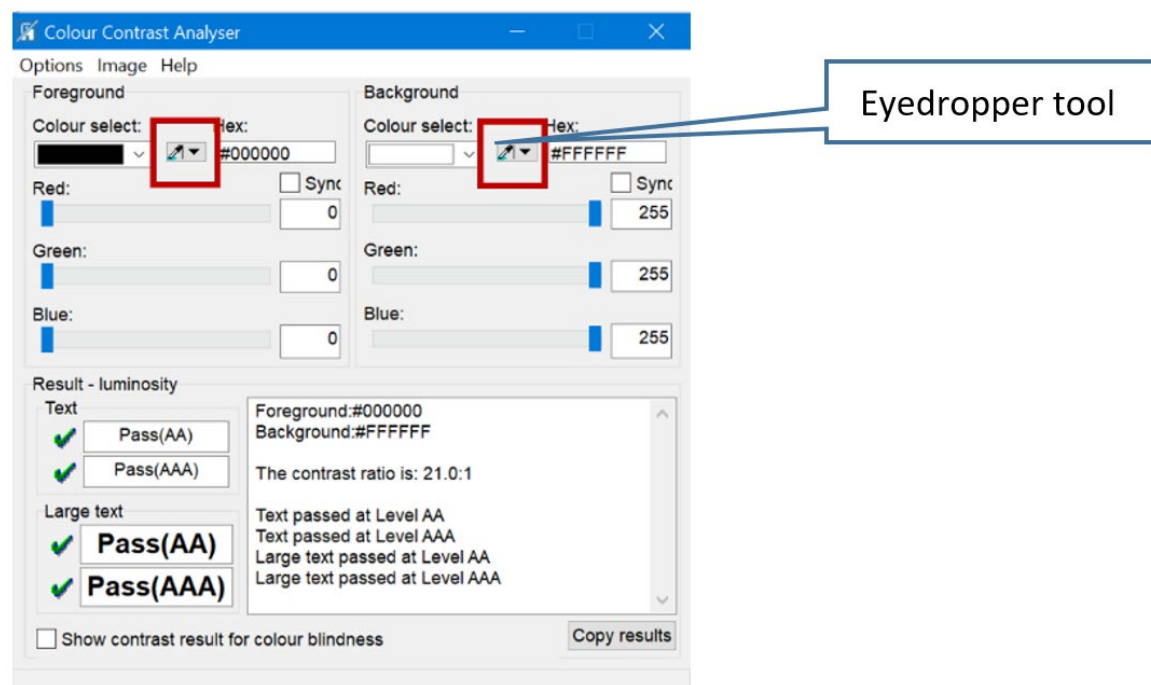 Colour Contrast Analyser
Options Image Help
Foreground
Colour select: Hex:
#000000
Sync
Red:
0
Green:
0
Blue:
0
Background
Colour select: Hex:
#FFFFFF
Sync
Red:
255
Green:
255
Blue:
255
Eyedropper tool
Result - luminosity
Text
Pass(AA)
Pass(AAA)
Large text
Pass(AA)
Pass(AAA)
Foreground:#000000
Background:#FFFFFF
The contrast ratio is: 21.0:1
Text passed at Level AA
Text passed at Level AAA
Large text passed at Level AA
Large text passed at Level AAA
Show contrast result for colour blindness
Copy results